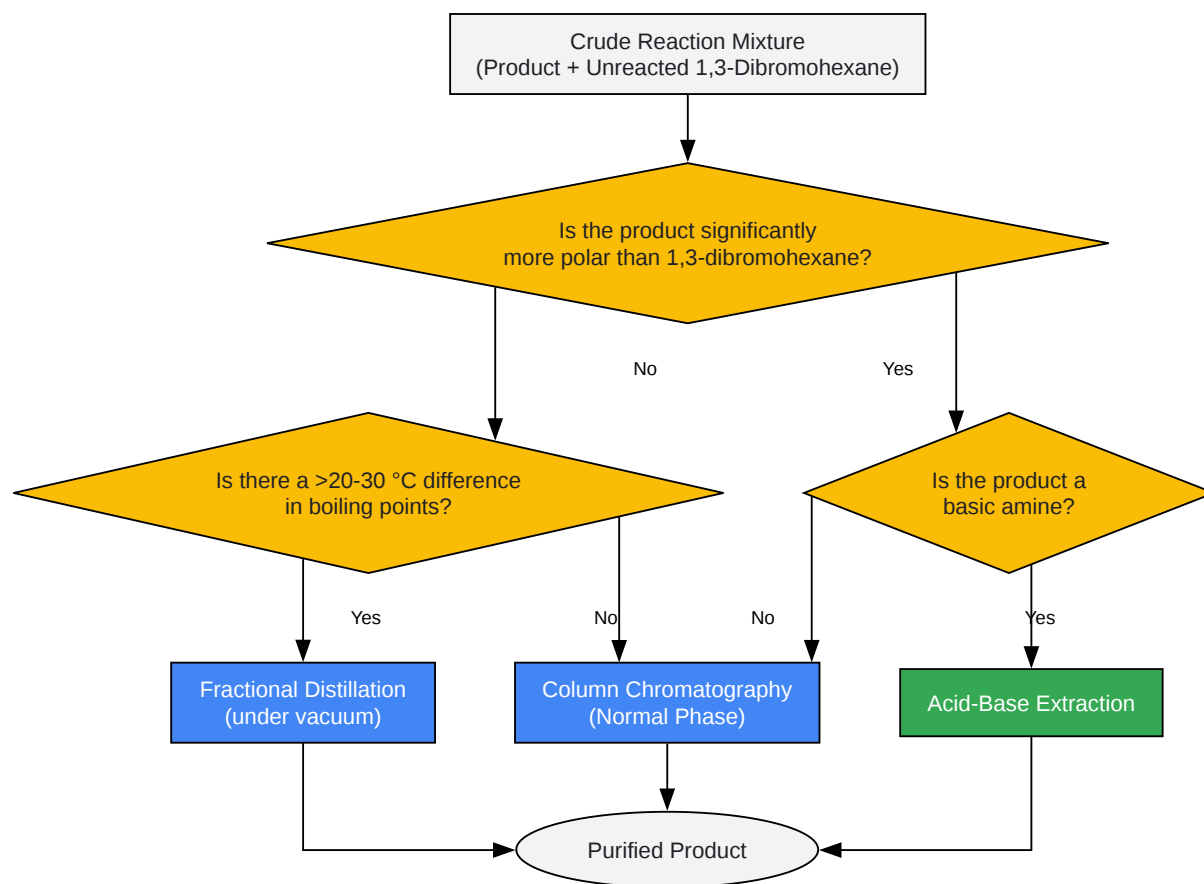 Crude Reaction Mixture
(Product + Unreacted 1,3-Dibromohexane)
Is the product significantly
more polar than 1,3-dibromohexane?
No
Yes
Is there a >20-30 °C difference
in boiling points?
Is the product a
basic amine?
Yes
No
No
Yes
Fractional Distillation
(under vacuum)
Column Chromatography
(Normal Phase)
Acid-Base Extraction
Purified Product